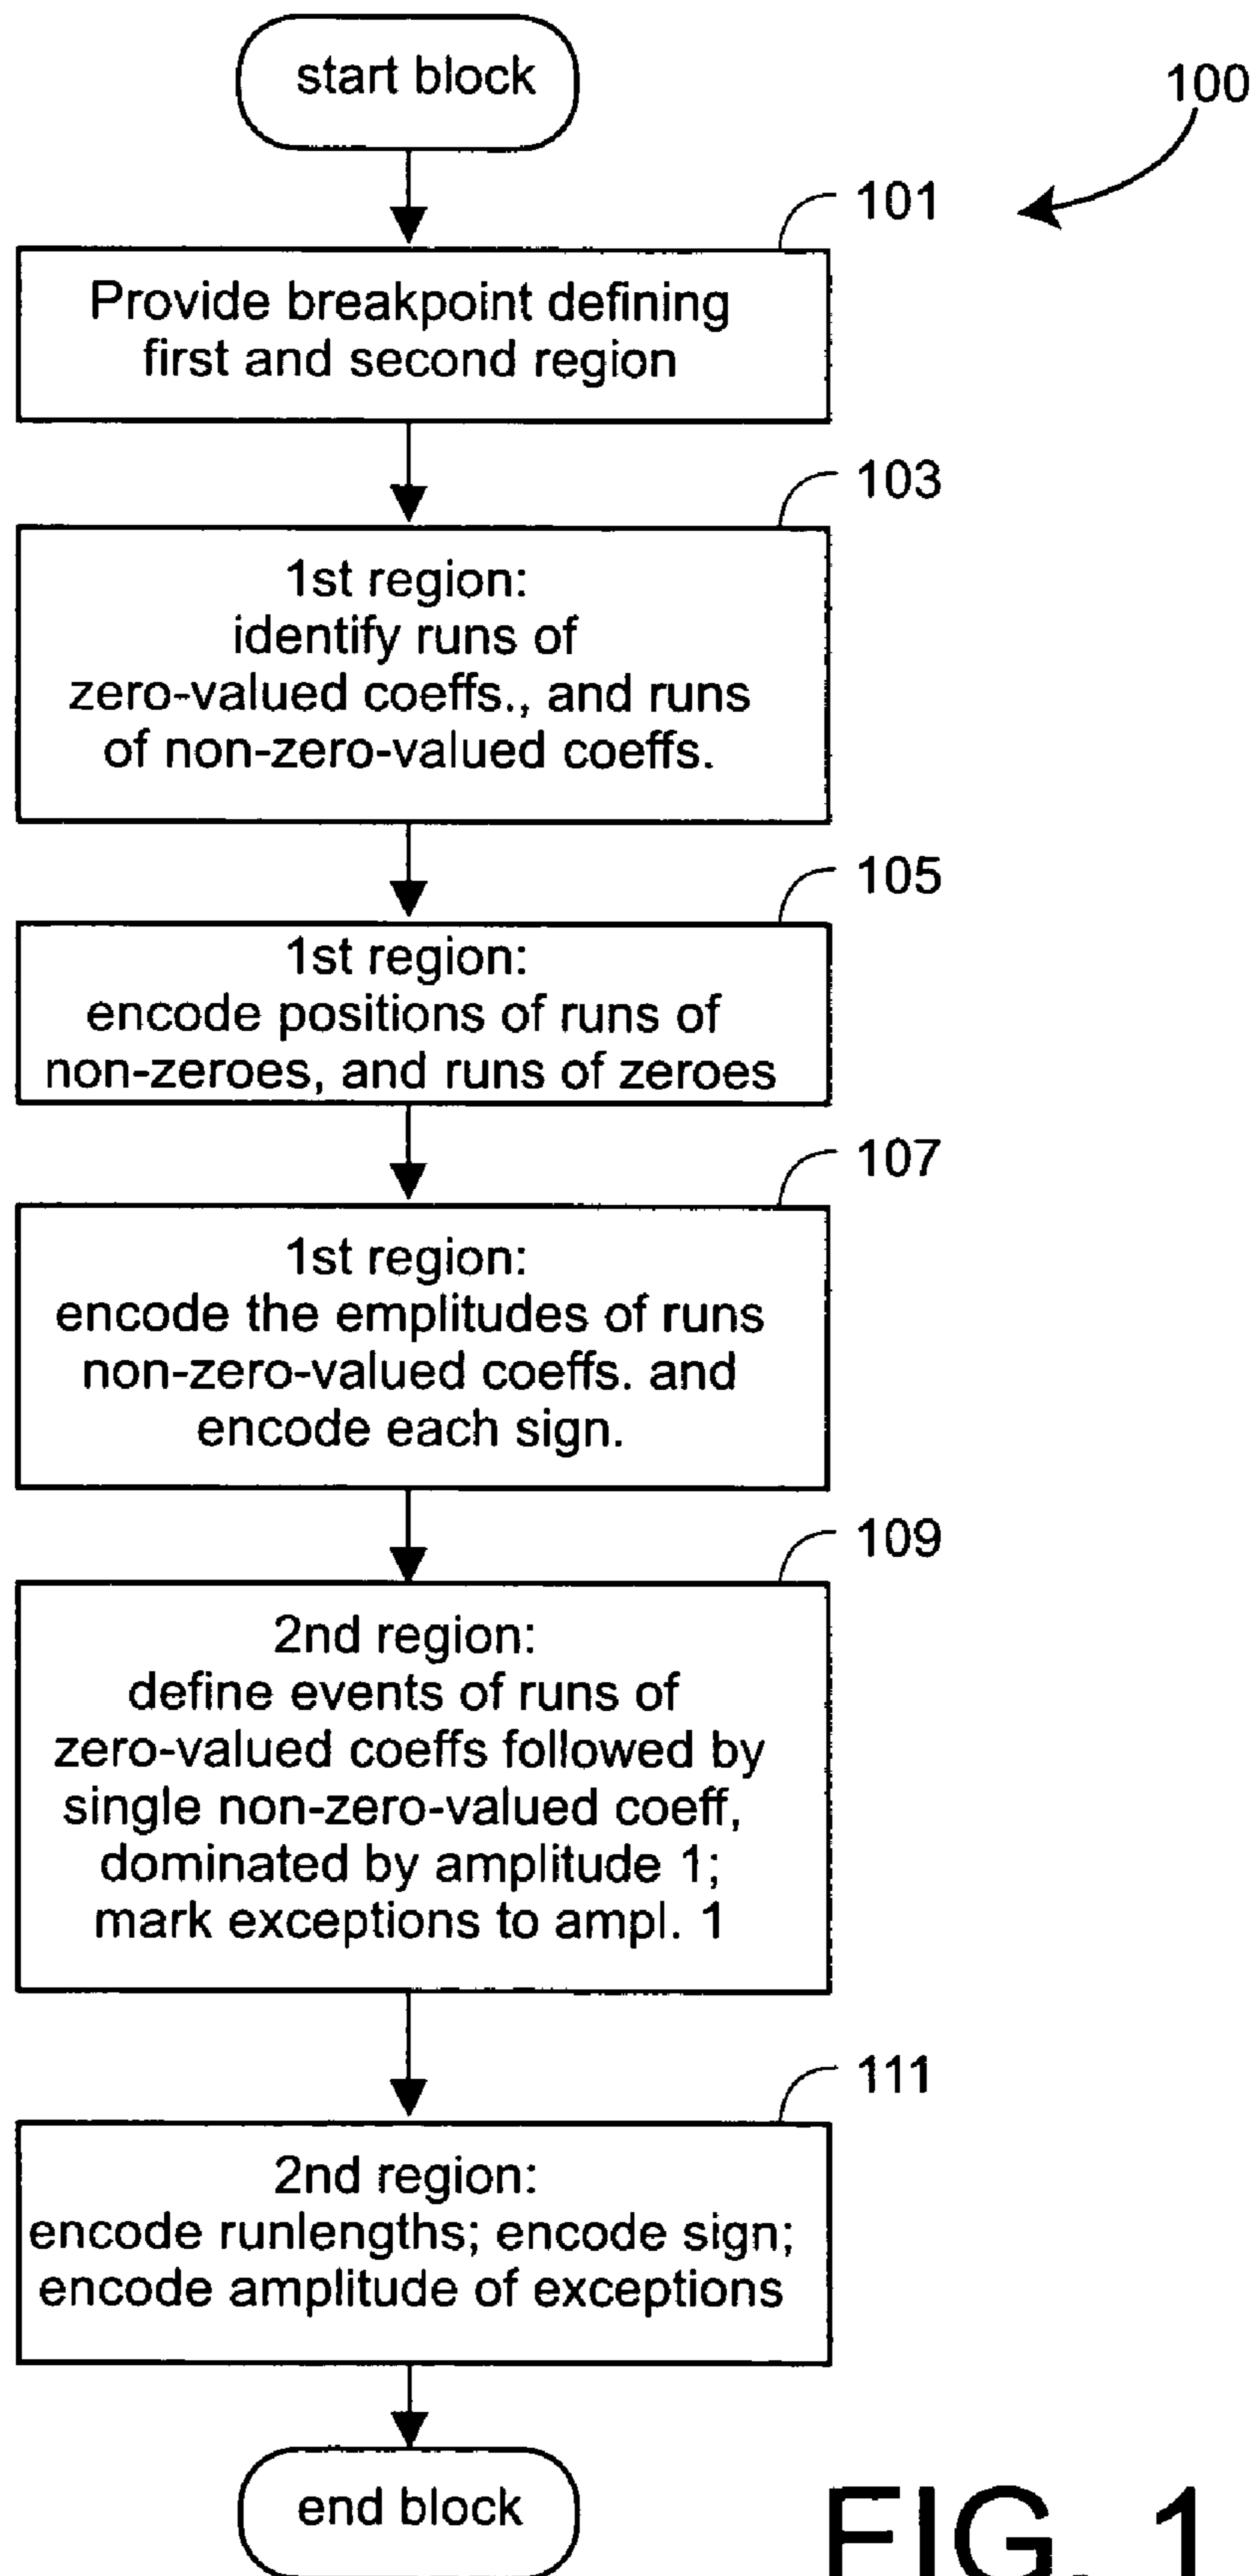 start block
100
101
Provide breakpoint defining
first and second region
103
1st region:
identify runs of
zero-valued coeffs., and runs
of non-zero-valued coeffs.
105
1st region:
encode positions of runs of
non-zeroes, and runs of zeroes
107
1st region:
encode the emplitudes of runs
non-zero-valued coeffs. and
encode each sign.
109
2nd region:
define events of runs of
zero-valued coeffs followed by
single non-zero-valued coeff,
dominated by amplitude 1;
mark exceptions to ampl. 1
111
2nd region:
encode runlengths; encode sign;
encode amplitude of exceptions
end block
FIG. 1